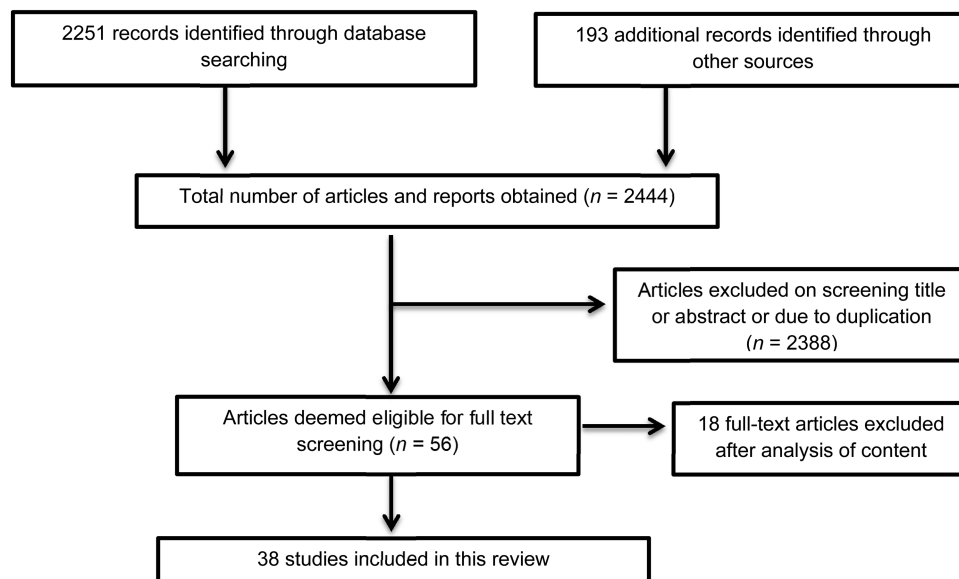 2251 records identified through database
searching
193 additional records identified through
other sources
Total number of articles and reports obtained (n = 2444)
Articles excluded on screening title
or abstract or due to duplication
(n = 2388)
Articles deemed eligible for full text
screening (n = 56)
18 full-text articles excluded
after analysis of content
38 studies included in this review